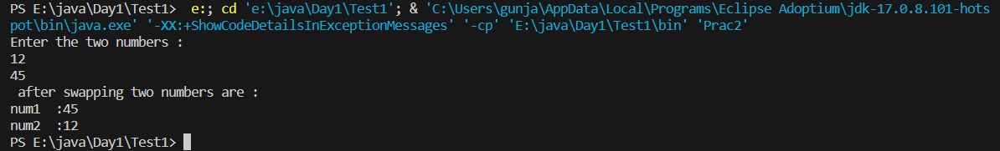 PS E:\java\Day1\Test1>  e:; cd 'e:\java\Day1\Test1'; & 'C:\Users\gunja\AppData\Local\Programs\Eclipse Adoptium\jdk-17.0.8.101-hots
pot\bin\java.exe' '-XX:+ShowCodeDetailsInExceptionMessages' '-cp' 'E:\java\Day1\Test1\bin' 'Prac2'
Enter the two numbers :
12
45
 after swapping two numbers are :
num1  :45
num2  :12
PS E:\java\Day1\Test1>